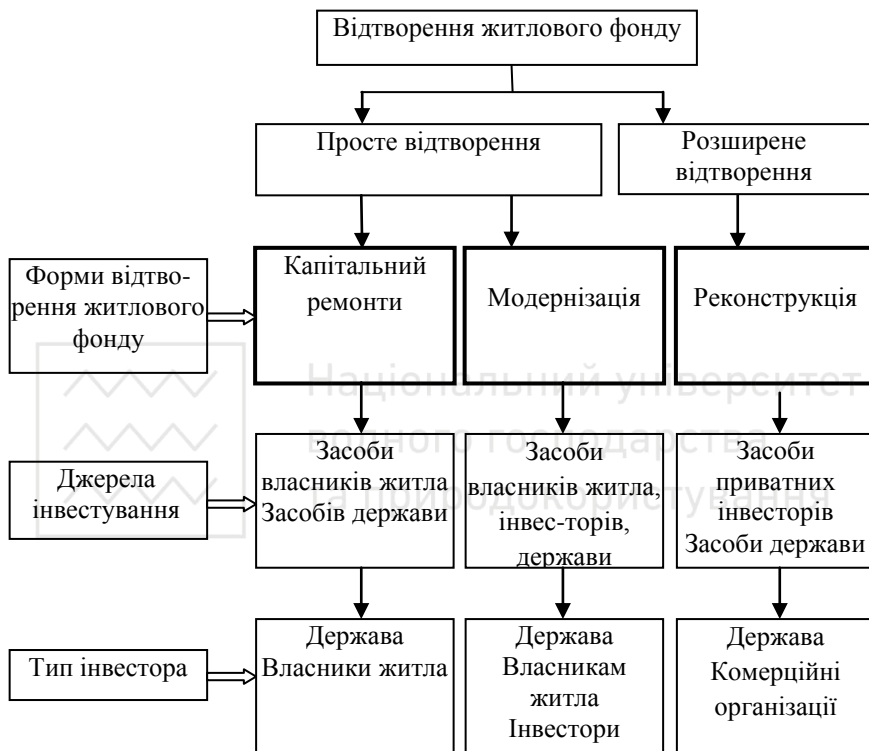 Відтворення житлового фонду
Просте відтворення
Розширене
відтворення
Форми відтво-
рення житлового
фонду
Капітальний
ремонти
Модернізація
Реконструкція
Національний університет
водного господарства
та природокористування
Джерела
інвестування
Засоби
власників житла
Засобів держави
Засоби
власників житла,
інвес-торів,
держави
Засоби
приватних
інвесторів
Засоби держави
Тип інвестора
Держава
Власники житла
Держава
Власникам
житла
Інвестори
Держава
Комерційні
організації